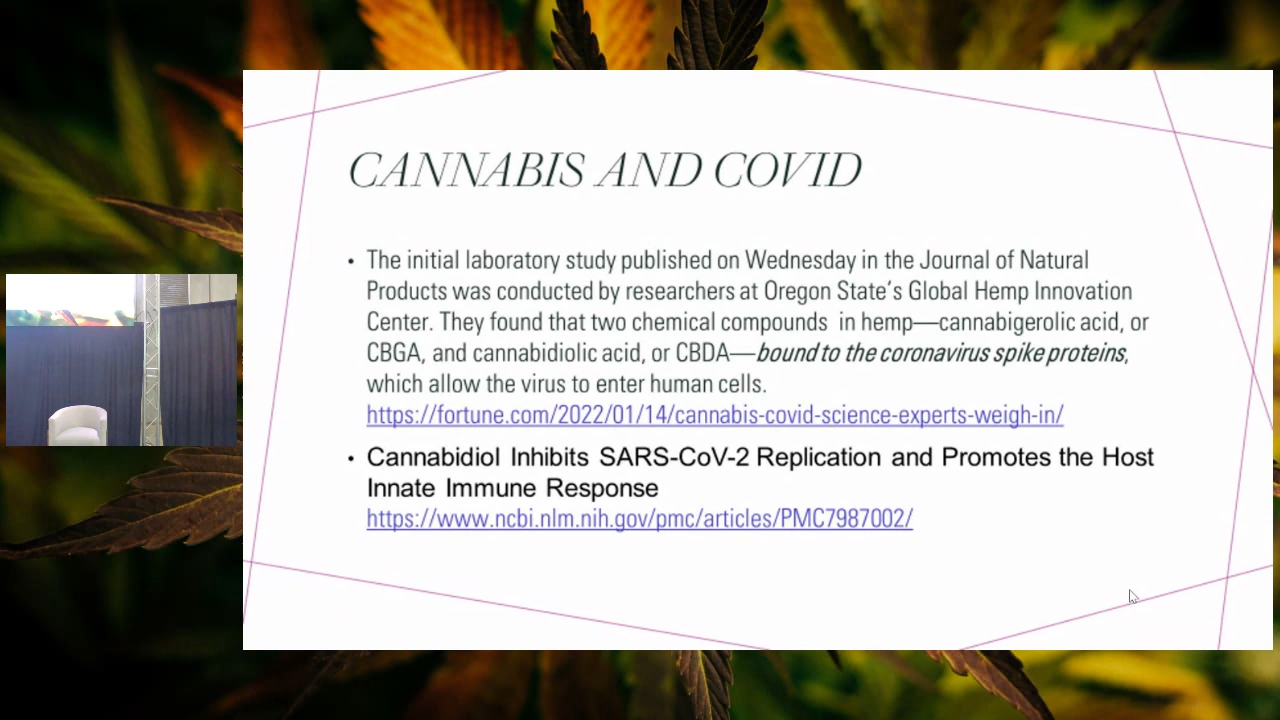 CANNABIS AND COVID
• The initial laboratory study published on Wednesday in the Journal of Natural
Products was conducted by researchers at Oregon State’s Global Hemp Innovation
Center. They found that two chemical compounds in hemp—cannabigerolic acid, or
CBGA, and cannabidiolic acid, or CBDA—bound to the coronavirus spike proteins,
which allow the virus to enter human cells.
https://fortune.com/2022/01/14/cannabis-covid-science-experts-weigh-in/
• Cannabidiol Inhibits SARS-CoV-2 Replication and Promotes the Host
Innate Immune Response
https://www.ncbi.nlm.nih.gov/pmc/articles/PMC7987002/